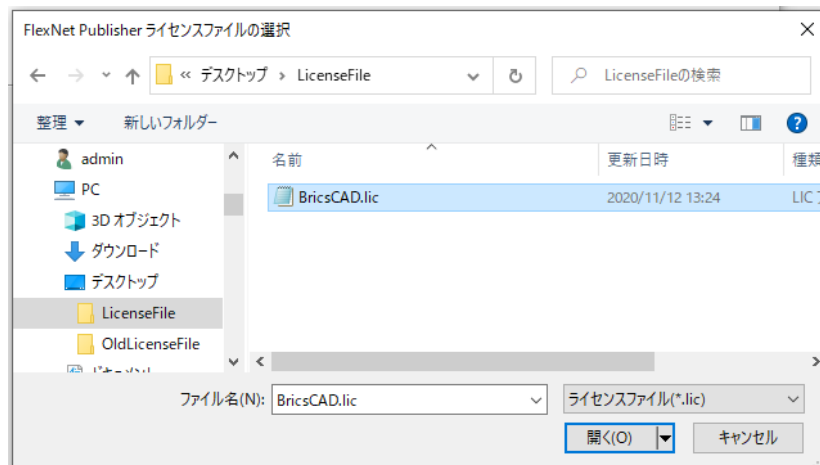 FlexNet Publisher ライセンスファイルの選択
« デスクトップ › LicenseFile
LicenseFileの検索
整理
新しいフォルダー
admin
PC
3D オブジェクト
ダウンロード
デスクトップ
LicenseFile
OldLicenseFile
名前
更新日時
種類
BricsCAD.lic
2020/11/12 13:24
LIC
ファイル名(N):
BricsCAD.lic
ライセンスファイル(*.lic)
開く(O)
キャンセル